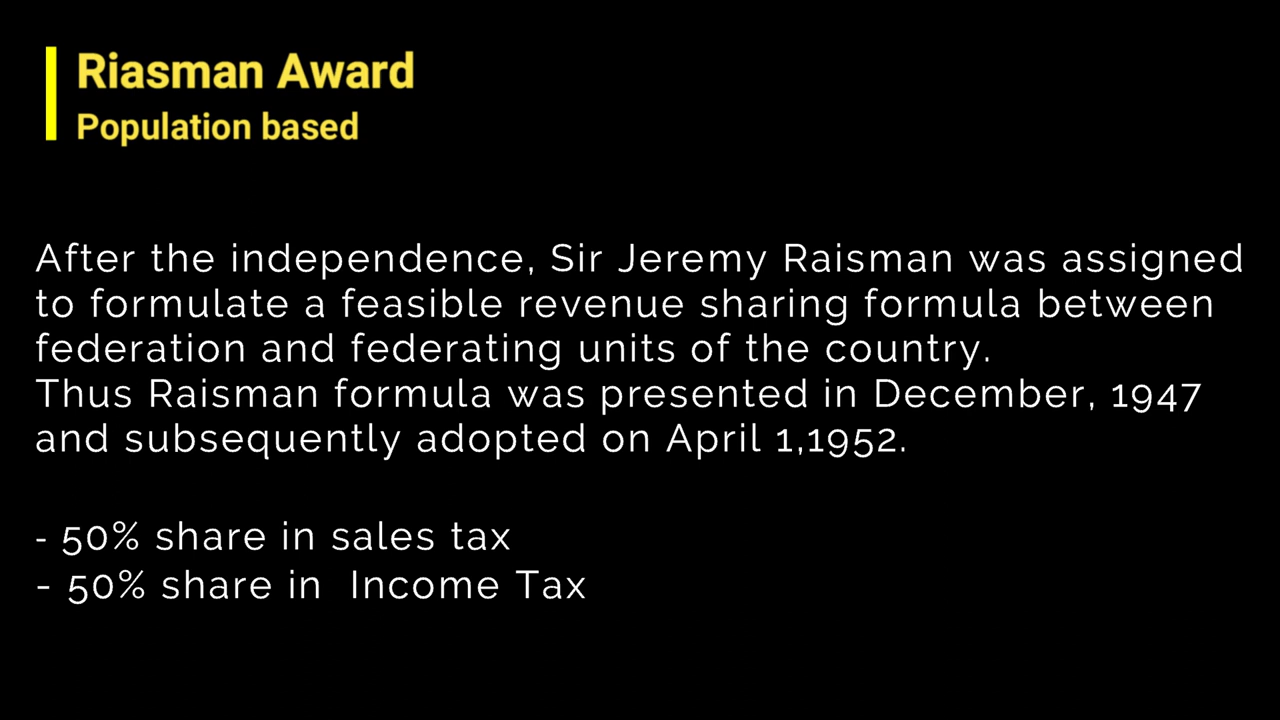 Riasman Award
Population based
After the independence, Sir Jeremy Raisman was assigned
to formulate a feasible revenue sharing formula between
federation and federating units of the country.
Thus Raisman formula was presented in December, 1947
and subsequently adopted on April 1,1952.
- 50% share in sales tax
- 50% share in  Income Tax